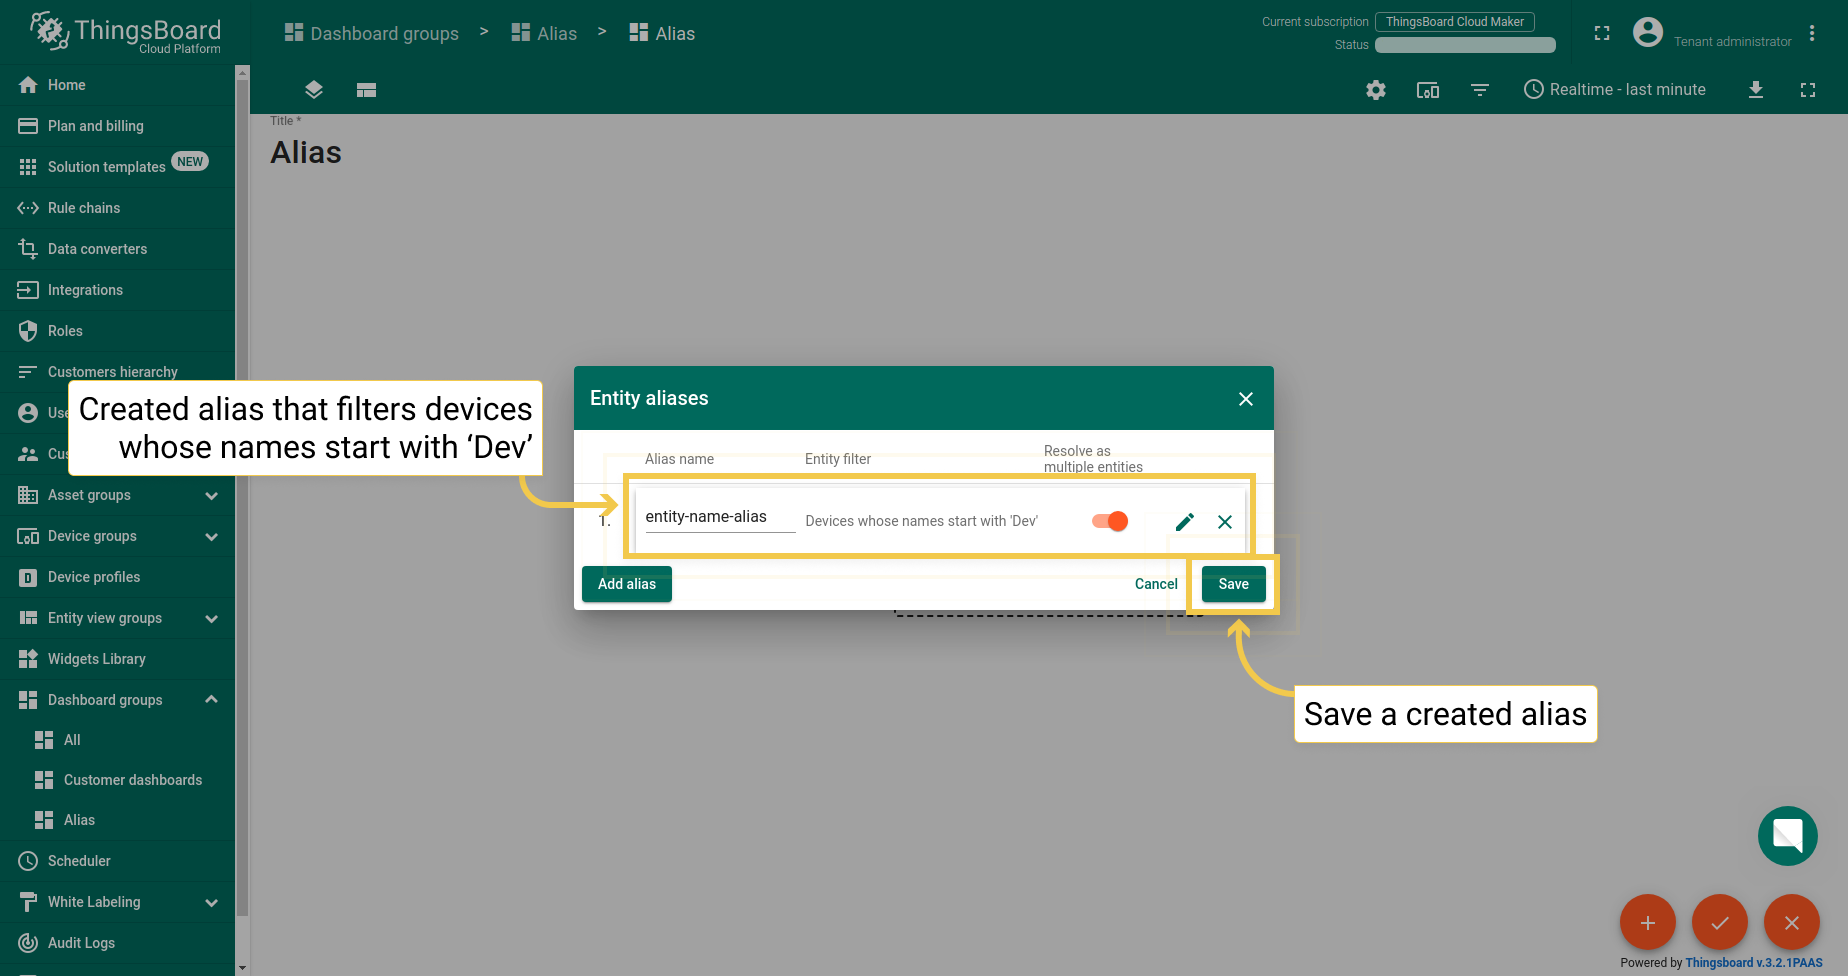 ThingsBoard
Cloud Platform
Dashboard groups > Alias > Alias
Current subscription ThingsBoard Cloud Maker
Status
Tenant administrator
Realtime - last minute
Home
Plan and billing
Solution templates NEW
Rule chains
Data converters
Integrations
Roles
Customers hierarchy
Use
Cus
Asset groups
Device groups
Device profiles
Entity view groups
Widgets Library
Dashboard groups
All
Customer dashboards
Alias
Scheduler
White Labeling
Audit Logs
Title *
Alias
Created alias that filters devices
whose names start with ‘Dev’
Entity aliases
Alias name Entity filter Resolve as
multiple entities
1. entity-name-alias Devices whose names start with 'Dev'
Add alias Cancel Save
Save a created alias
Powered by Thingsboard v.3.2.1PAAS